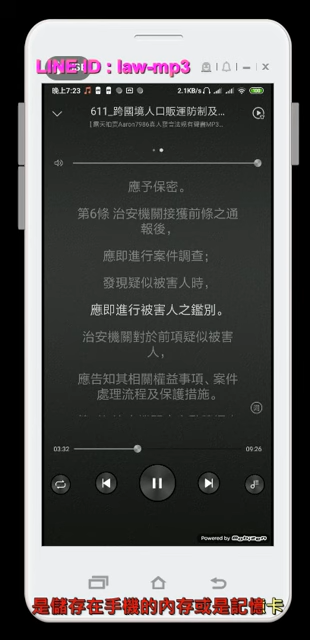 LINE ID : law-mp3
晚上7:23
2.1KB/s
611_跨國境人口販運防制及...
應予保密。
第6條 治安機關接獲前條之通
報後，
應即進行案件調查；
發現疑似被害人時，
應即進行被害人之鑑別。
治安機關對於前項疑似被害
人，
應告知其相關權益事項、案件
處理流程及保護措施。
03:32
09:26
Powered by
是儲存在手機的內存或是記憶卡